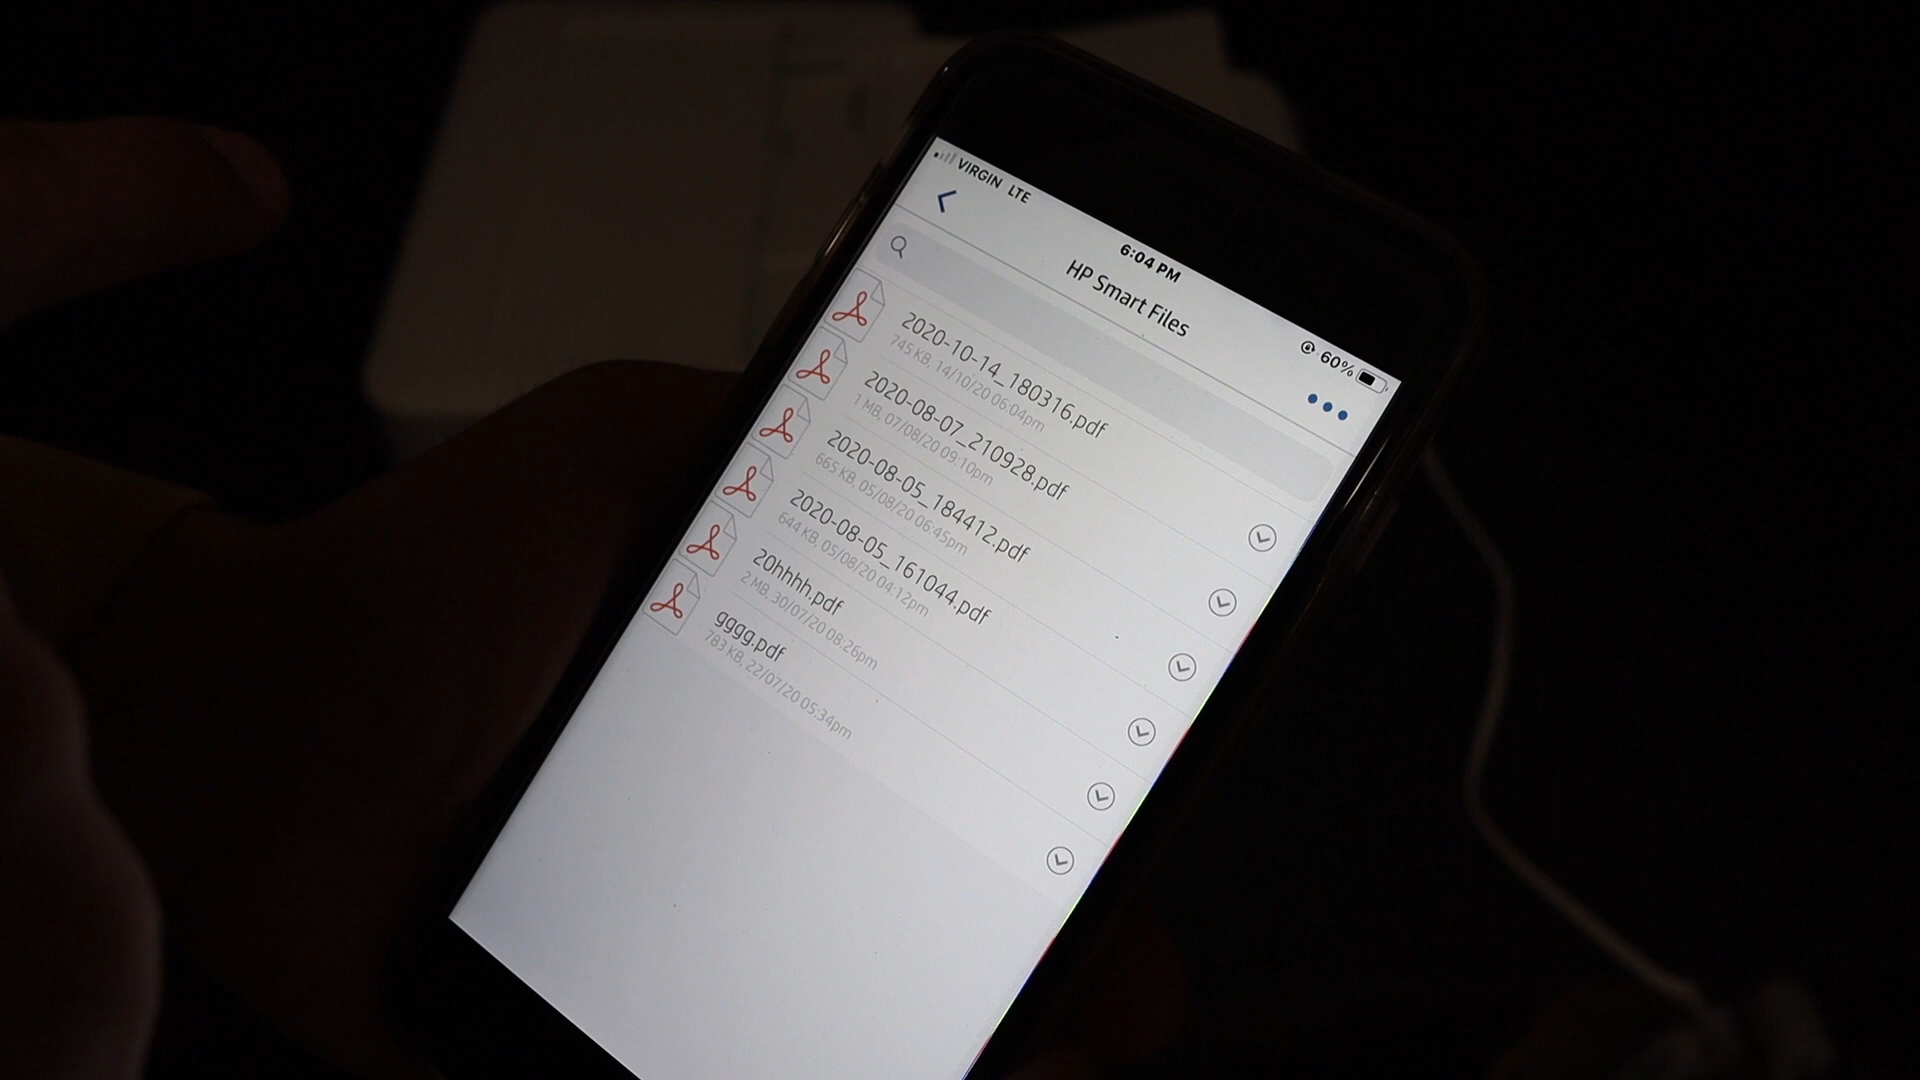 VIRGIN LTE
6:04 PM
60%
HP Smart Files
2020-10-14_180316.pdf
745 KB, 14/10/20 06:04pm
2020-08-07_210928.pdf
1 MB, 07/08/20 09:10pm
2020-08-05_184412.pdf
665 KB, 05/08/20 06:45pm
2020-08-05_161044.pdf
644 KB, 05/08/20 04:12pm
20hhhh.pdf
2 MB, 30/07/20 08:26pm
gggg.pdf
783 KB, 22/07/20 05:34pm